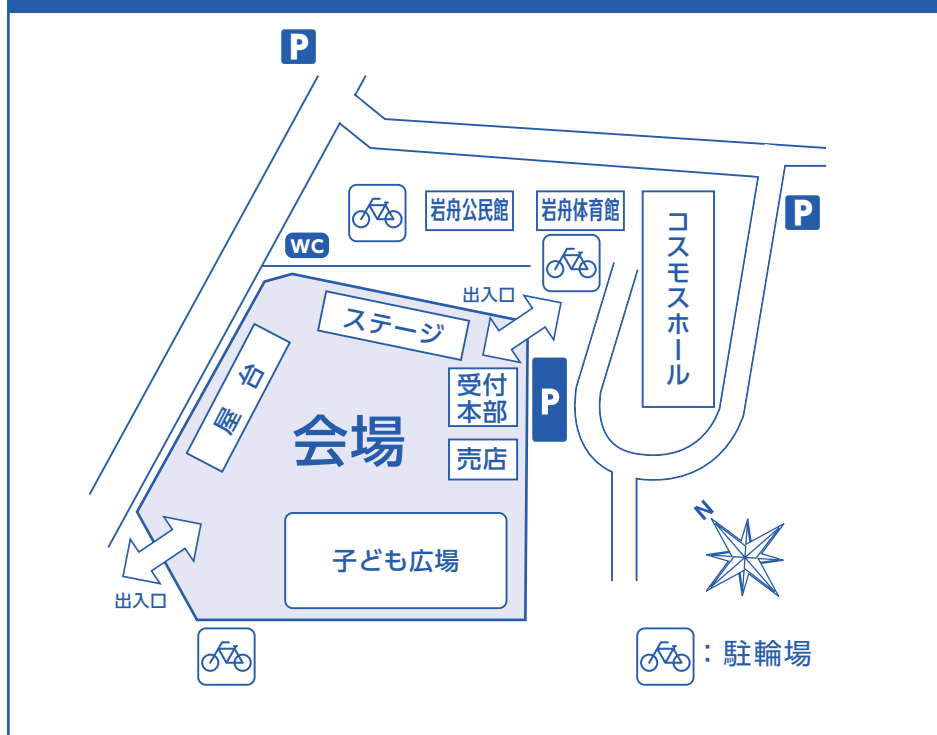 P
岩舟公民館
岩舟体育館
P
コスモスホール
WC
出入口
ステージ
屋台
受付
本部
P
会場
売店
N
子ども広場
出入口
：駐輪場